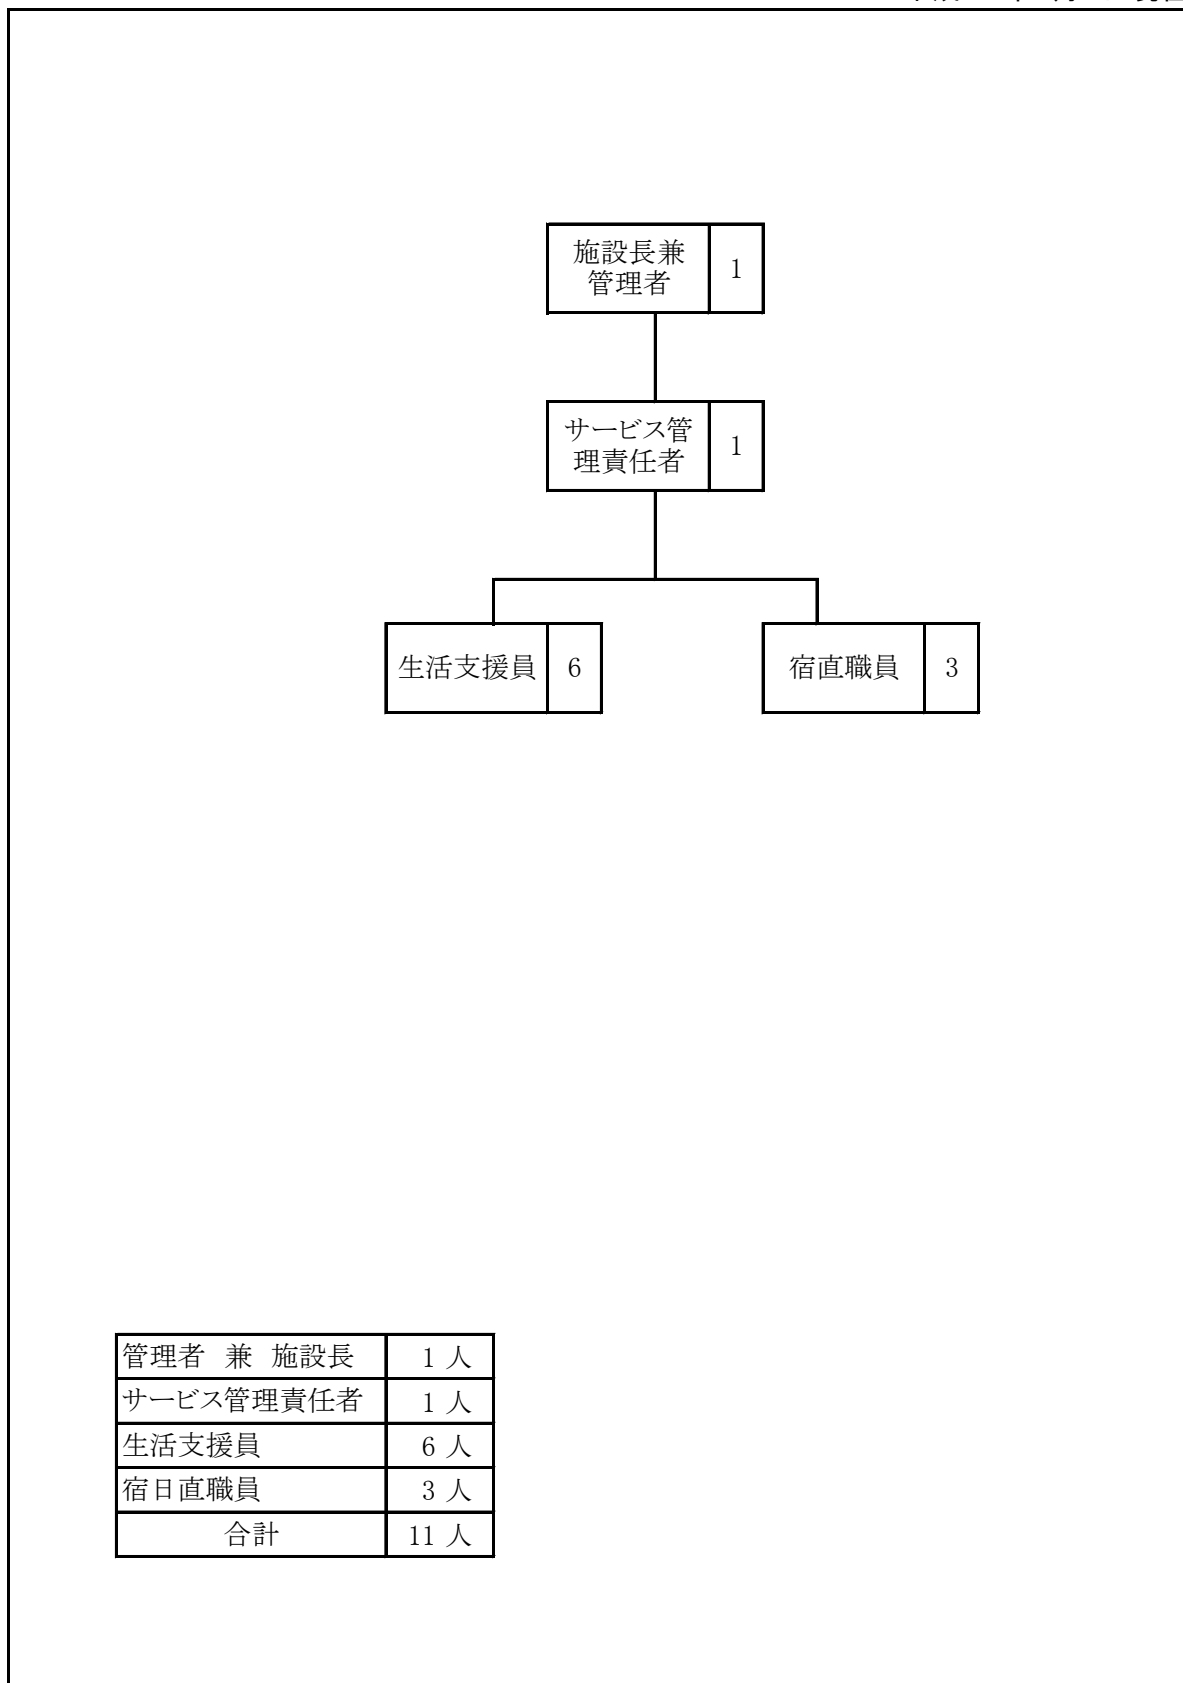 施設長兼
管理者
1
サービス管
理責任者
1
生活支援員 6
宿直職員 3
管理者 兼 施設長 1 人
サービス管理責任者 1 人
生活支援員 6 人
宿日直職員 3 人
合計 11 人